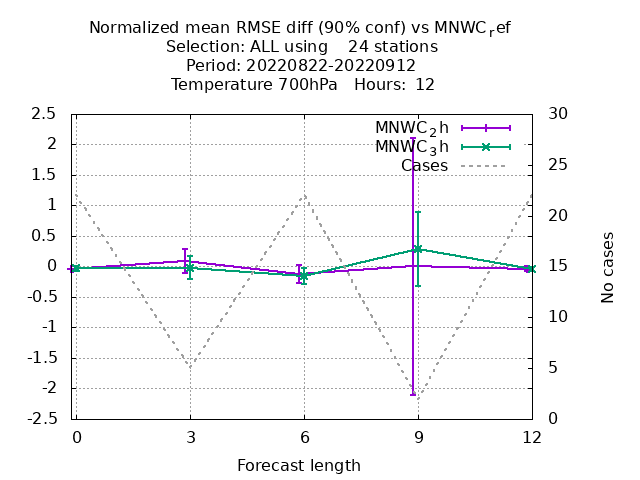 Normalized mean RMSE diff (90% conf) vs MNWC_ref
Selection: ALL using 24 stations
Period: 20220822-20220912
Temperature 700hPa Hours: 12
MNWC_2h
MNWC_3h
Cases
2.5
2
1.5
1
0.5
0
-0.5
-1
-1.5
-2
-2.5
30
25
20
15
10
5
0
No cases
0 3 6 9 12
Forecast length